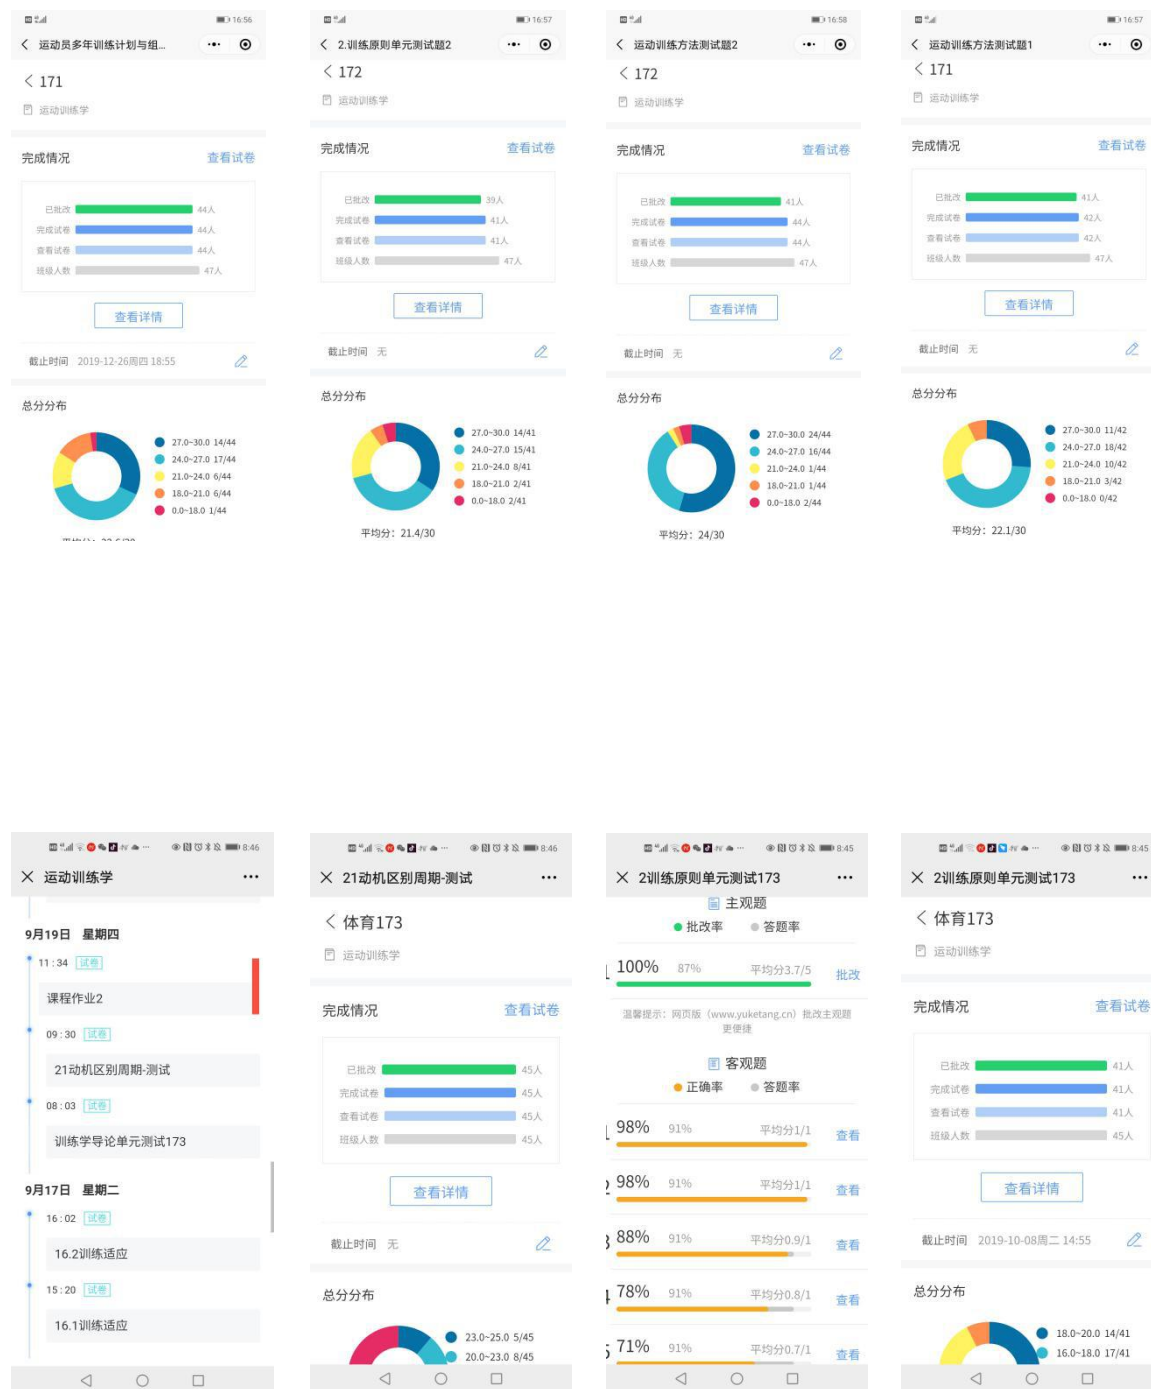 16:56
运动员多年训练计划与组...
171
运动训练学
完成情况
查看试卷
已批改 44人
完成试卷 44人
查看试卷 44人
班级人数 47人
查看详情
截止时间 2019-12-26周四 18:55
总分分布
27.0~30.0 14/44
24.0~27.0 17/44
21.0~24.0 6/44
18.0~21.0 6/44
0.0~18.0 1/44
16:57
2.训练原则单元测试题2
172
运动训练学
完成情况
查看试卷
已批改 39人
完成试卷 41人
查看试卷 41人
班级人数 47人
查看详情
截止时间 无
总分分布
27.0~30.0 14/41
24.0~27.0 15/41
21.0~24.0 8/41
18.0~21.0 2/41
0.0~18.0 2/41
平均分：21.4/30
16:58
运动训练方法测试题2
172
运动训练学
完成情况
查看试卷
已批改 41人
完成试卷 44人
查看试卷 44人
班级人数 47人
查看详情
截止时间 无
总分分布
27.0~30.0 24/44
24.0~27.0 16/44
21.0~24.0 1/44
18.0~21.0 1/44
0.0~18.0 2/44
平均分：24/30
16:57
运动训练方法测试题1
171
运动训练学
完成情况
查看试卷
已批改 41人
完成试卷 42人
查看试卷 42人
班级人数 47人
查看详情
截止时间 无
总分分布
27.0~30.0 11/42
24.0~27.0 18/42
21.0~24.0 10/42
18.0~21.0 3/42
0.0~18.0 0/42
平均分：22.1/30
8:46
运动训练学
9月19日 星期四
11:34 试卷
课程作业2
09:30 试卷
21动机区别周期-测试
08:03 试卷
训练学导论单元测试173
9月17日 星期二
16:02 试卷
16.2训练适应
15:20 试卷
16.1训练适应
8:46
21动机区别周期-测试
体育173
运动训练学
完成情况
查看试卷
已批改 45人
完成试卷 45人
查看试卷 45人
班级人数 45人
查看详情
截止时间 无
总分分布
23.0~25.0 5/45
20.0~23.0 8/45
8:45
2训练原则单元测试173
主观题
批改率 答题率
1 100% 87% 平均分3.7/5 批改
温馨提示：网页版（www.yuketang.cn）批改主观题
更便捷
客观题
正确率 答题率
1 98% 91% 平均分1/1 查看
2 98% 91% 平均分1/1 查看
3 88% 91% 平均分0.9/1 查看
4 78% 91% 平均分0.8/1 查看
5 71% 91% 平均分0.7/1 查看
8:45
2训练原则单元测试173
体育173
运动训练学
完成情况
查看试卷
已批改 41人
完成试卷 41人
查看试卷 41人
班级人数 45人
查看详情
截止时间 2019-10-08周二 14:55
总分分布
18.0~20.0 14/41
16.0~18.0 17/41